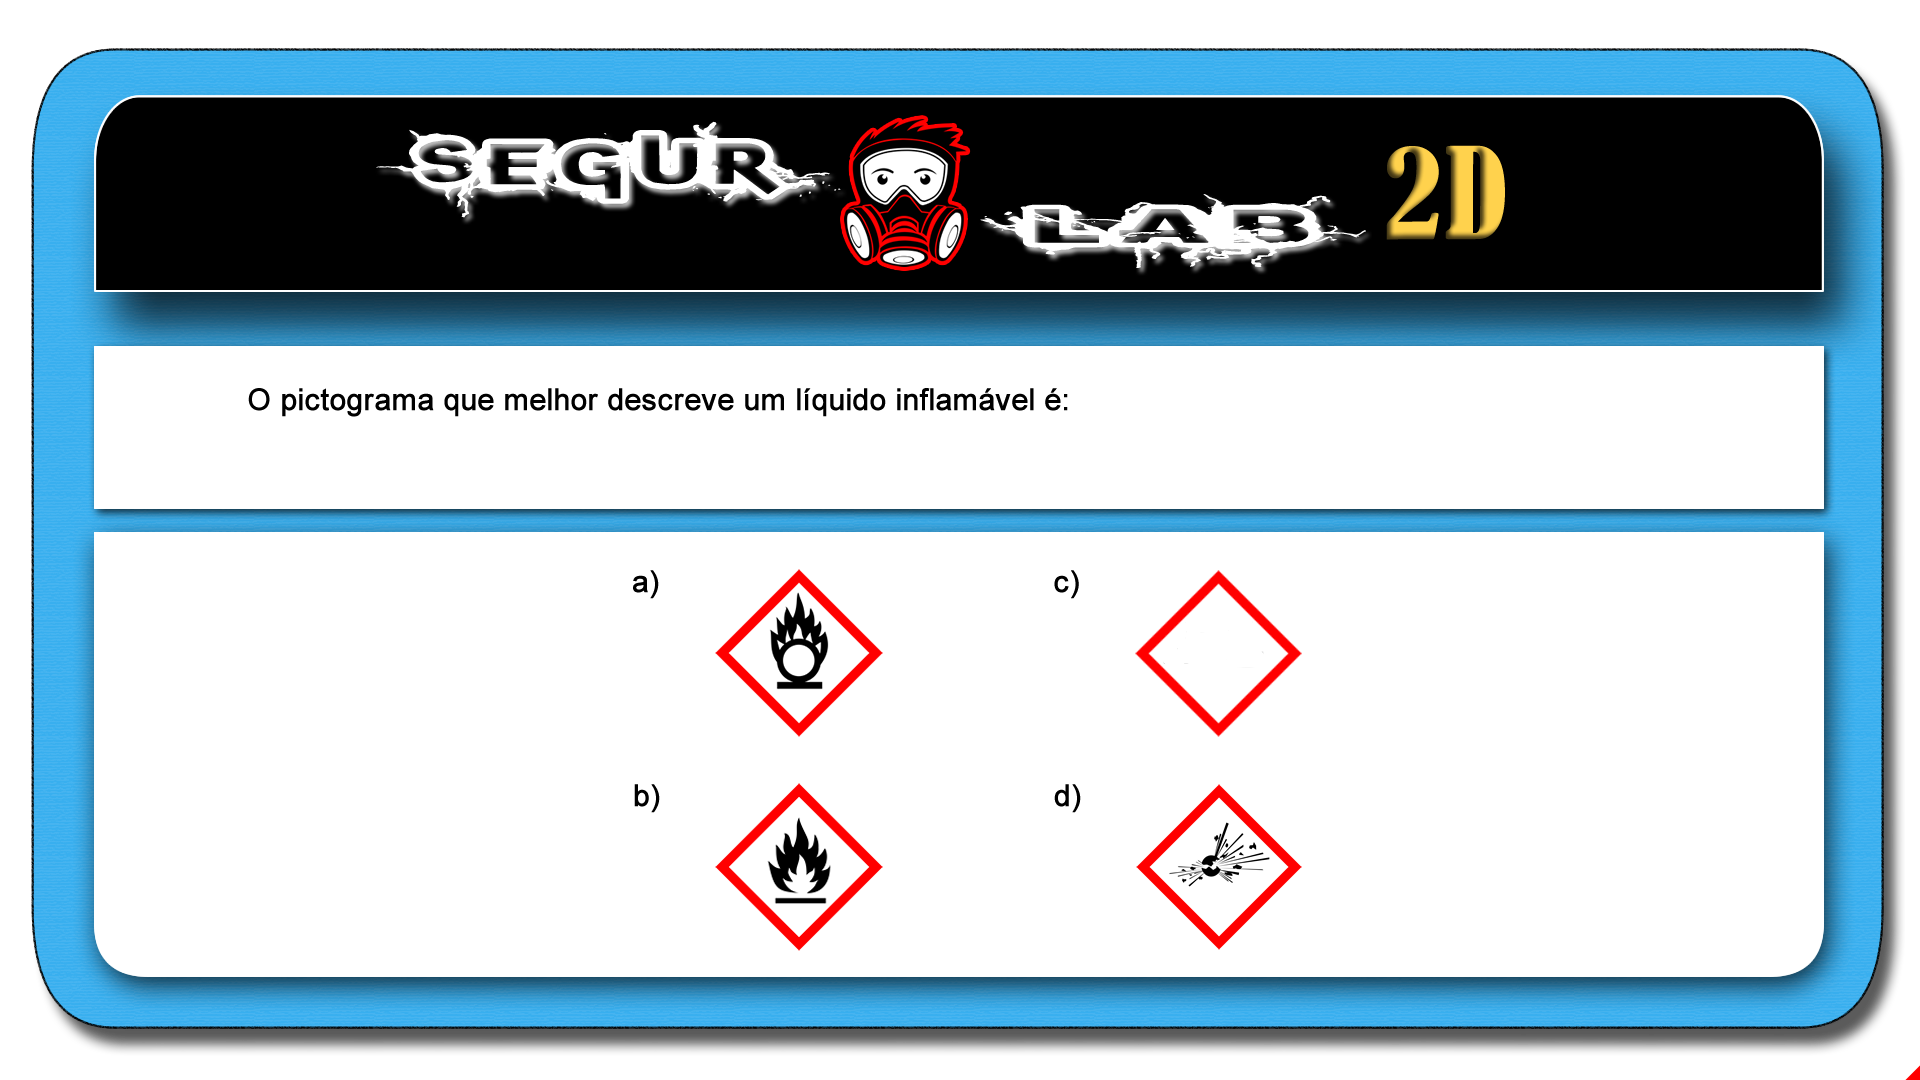 SEGUR LAB 2D
O pictograma que melhor descreve um líquido inflamável é:
a)
c)
b)
d)